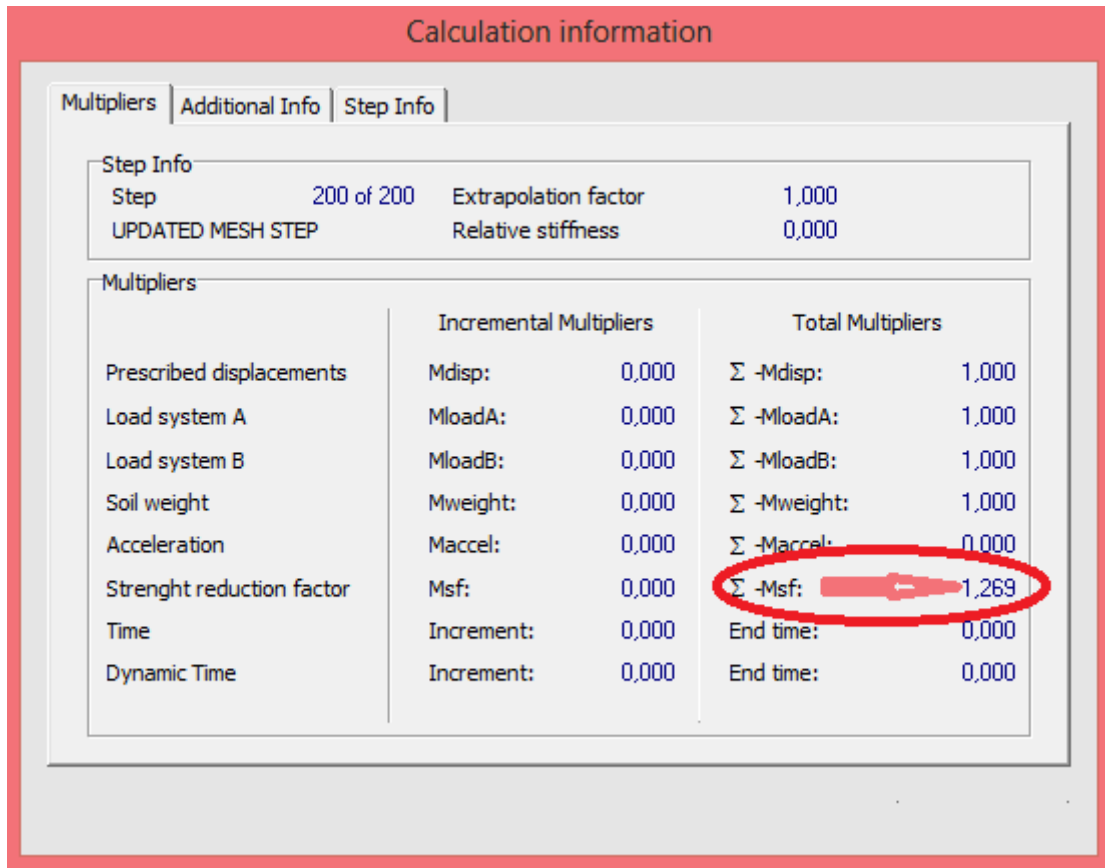 Calculation information
Multipliers Additional Info Step Info
Step Info
Step 200 of 200 Extrapolation factor 1,000
UPDATED MESH STEP Relative stiffness 0,000
Multipliers
Incremental Multipliers Total Multipliers
Prescribed displacements Mdisp: 0,000 Σ -Mdisp: 1,000
Load system A MloadA: 0,000 Σ -MloadA: 1,000
Load system B MloadB: 0,000 Σ -MloadB: 1,000
Soil weight Mweight: 0,000 Σ -Mweight: 1,000
Acceleration Maccel: 0,000 Σ -Maccel: 0,000
Strenght reduction factor Msf: 0,000 Σ -Msf: 1,269
Time Increment: 0,000 End time: 0,000
Dynamic Time Increment: 0,000 End time: 0,000